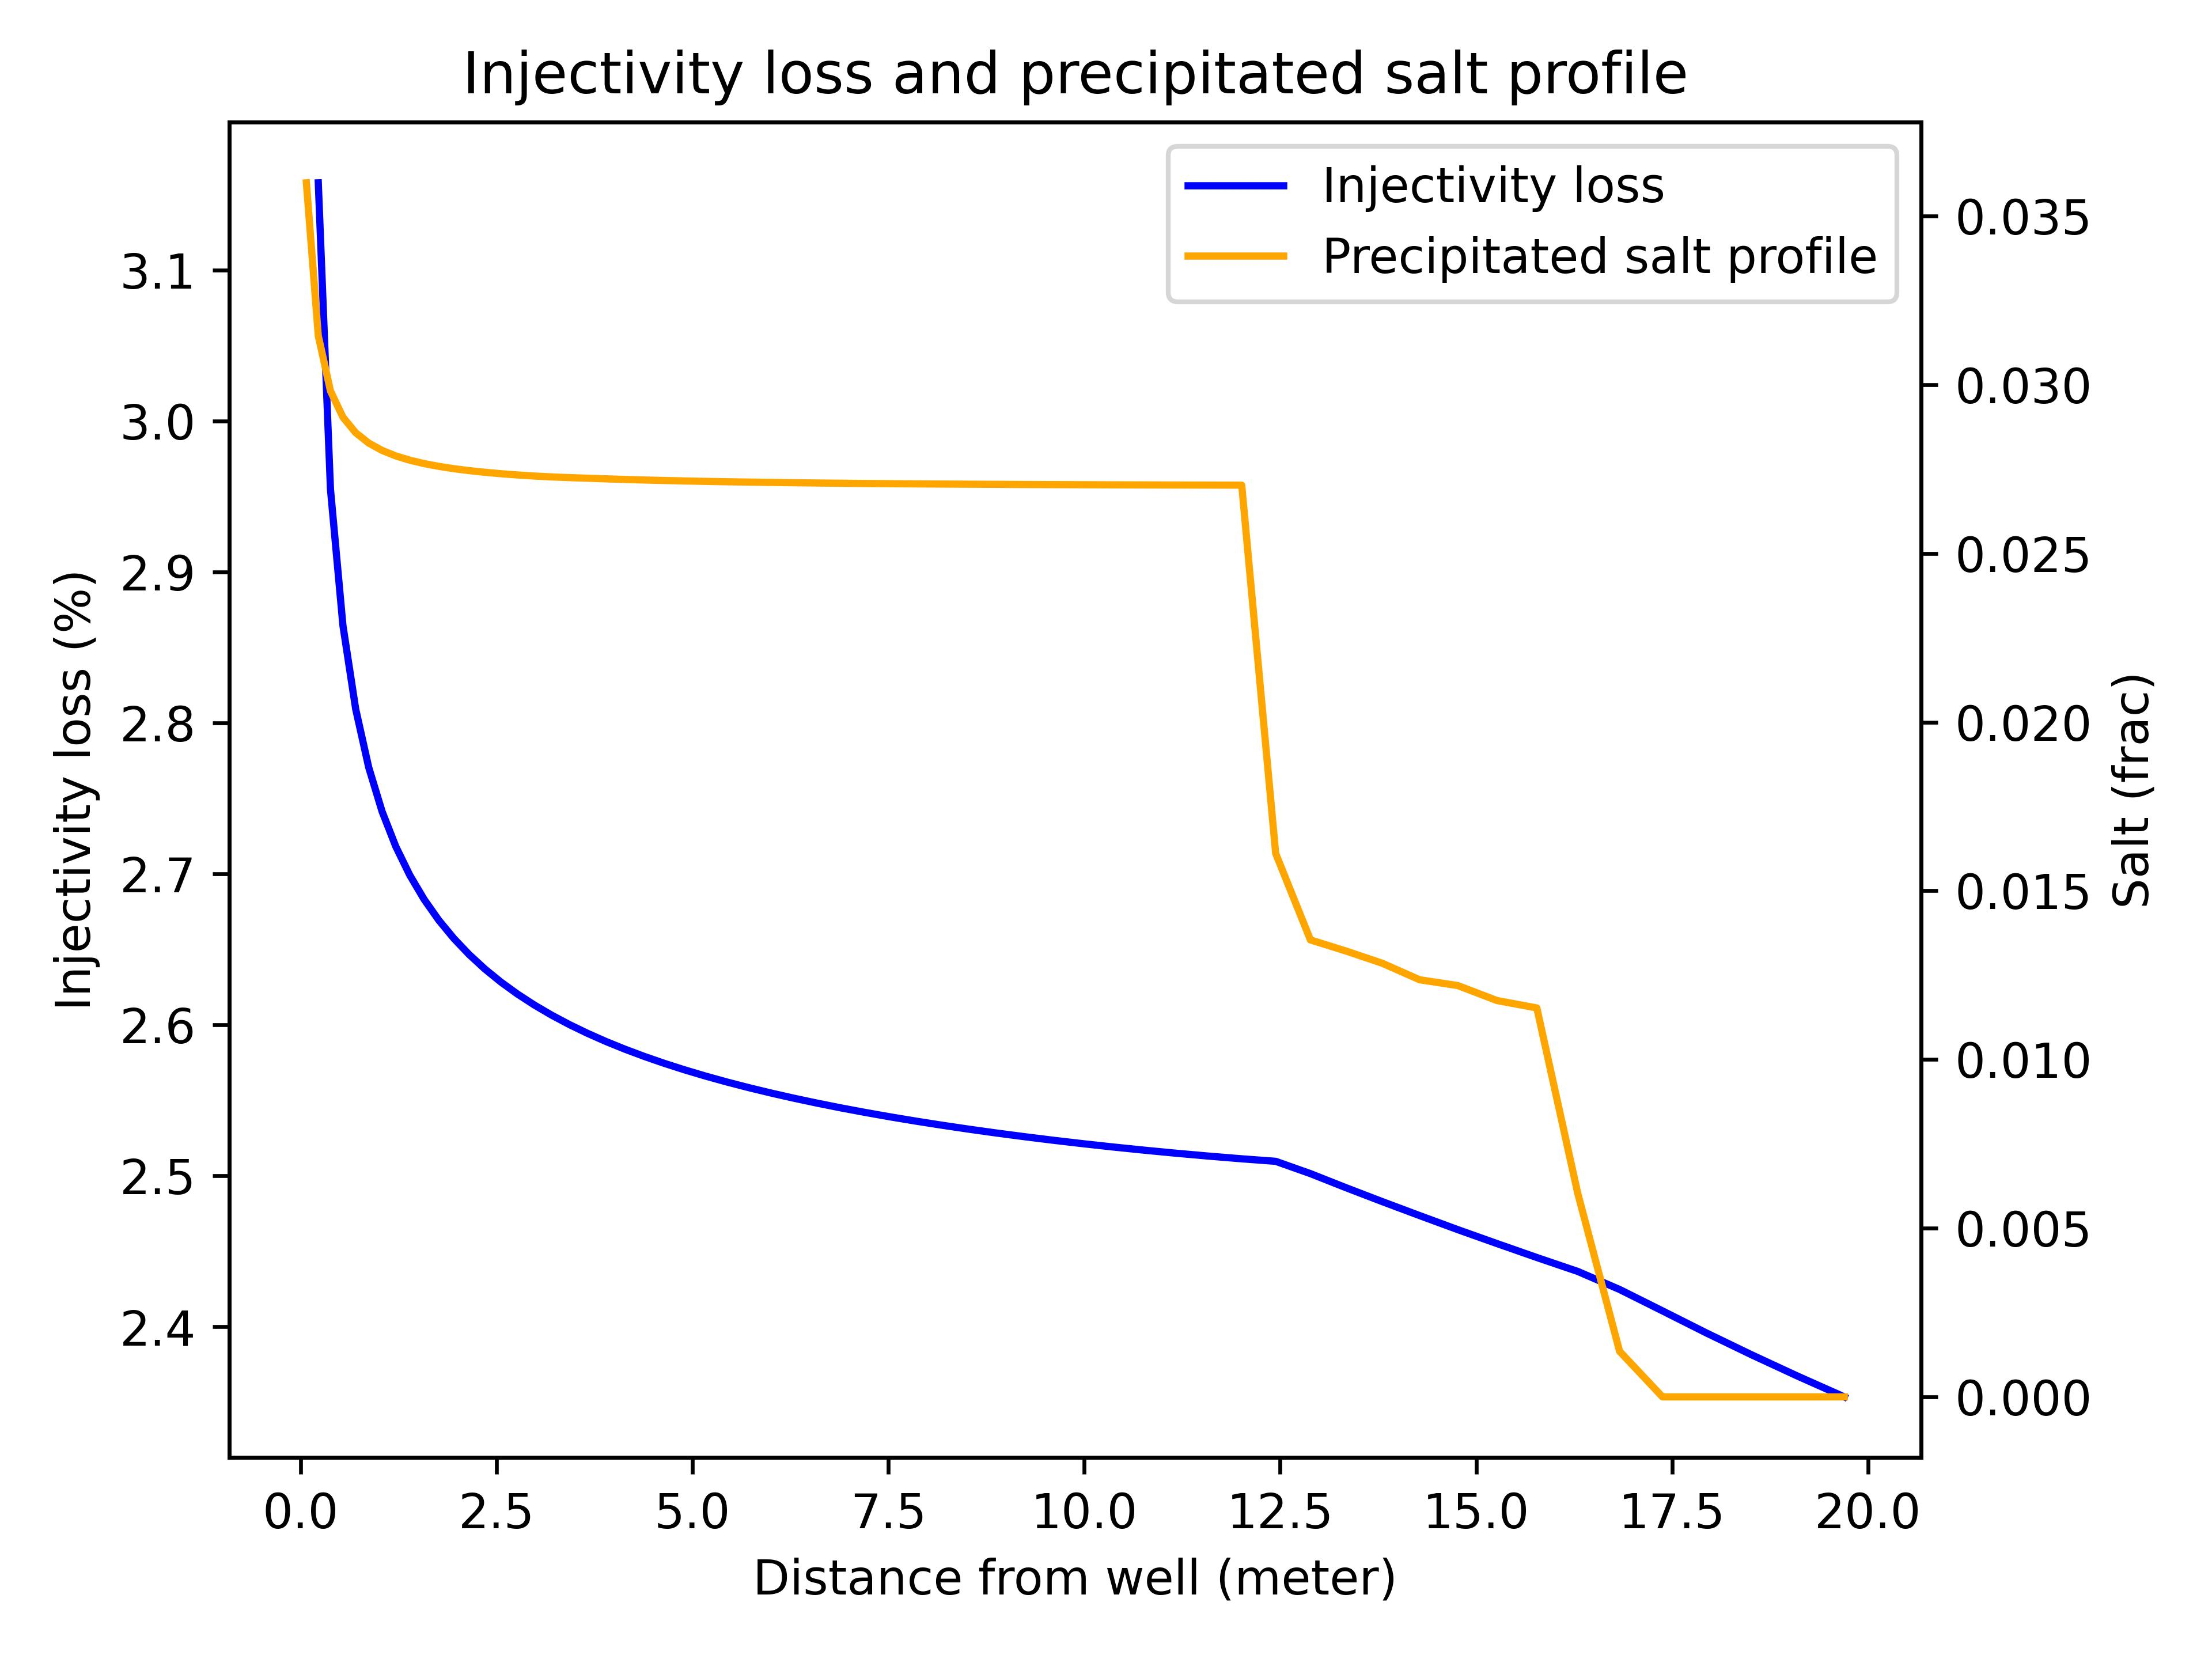 Injectivity loss and precipitated salt profile
Injectivity loss
Precipitated salt profile
3.1
3.0
2.9
2.8
2.7
2.6
2.5
2.4
Injectivity loss (%)
0.035
0.030
0.025
0.020
0.015
0.010
0.005
0.000
Salt (frac)
0.0 2.5 5.0 7.5 10.0 12.5 15.0 17.5 20.0
Distance from well (meter)